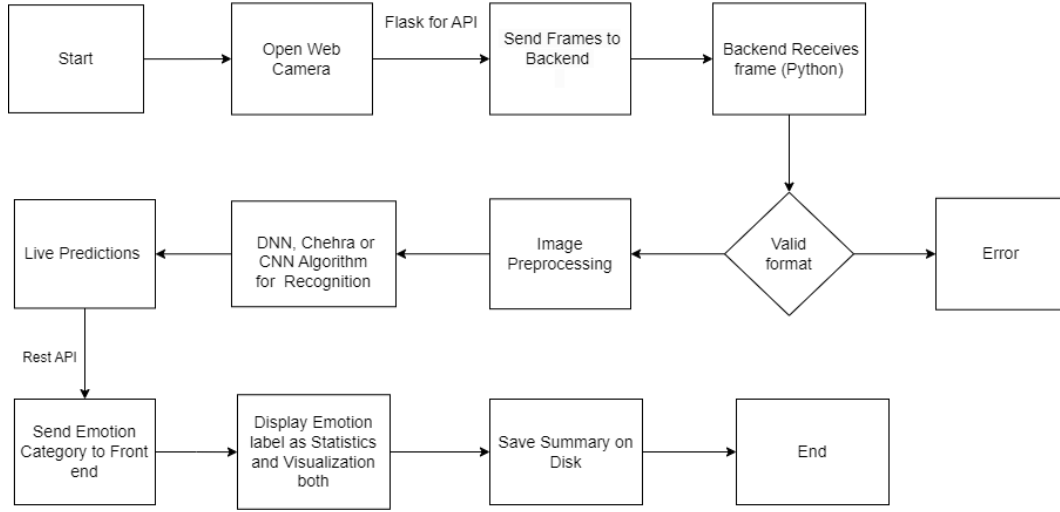 Start
Open Web
Camera
Flask for API
Send Frames to
Backend
Backend Receives
frame (Python)
Live Predictions
DNN, Chehra or
CNN Algorithm
for Recognition
Image
Preprocessing
Valid
format
Error
Rest API
Send Emotion
Category to Front
end
Display Emotion
label as Statistics
and Visualization
both
Save Summary on
Disk
End